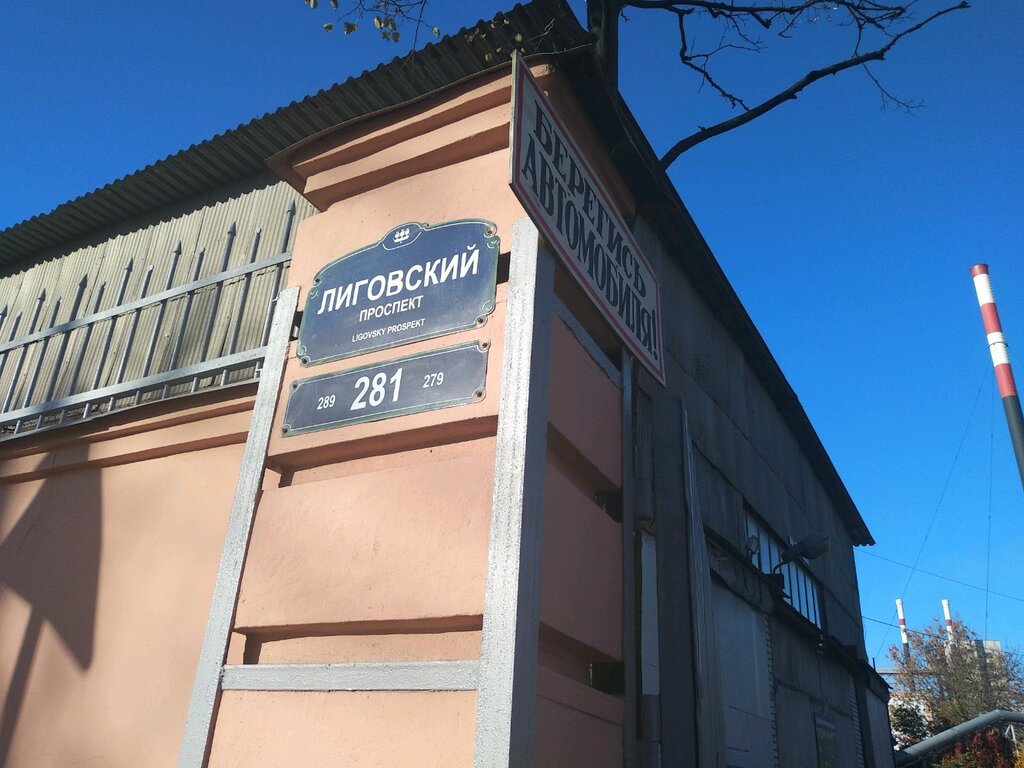 ЛИГОВСКИЙ
ПРОСПЕКТ
LIGOVSKY PROSPEKT
289 281 279
БЕРЕГИСЬ
АВТОМОБИЛЯ!